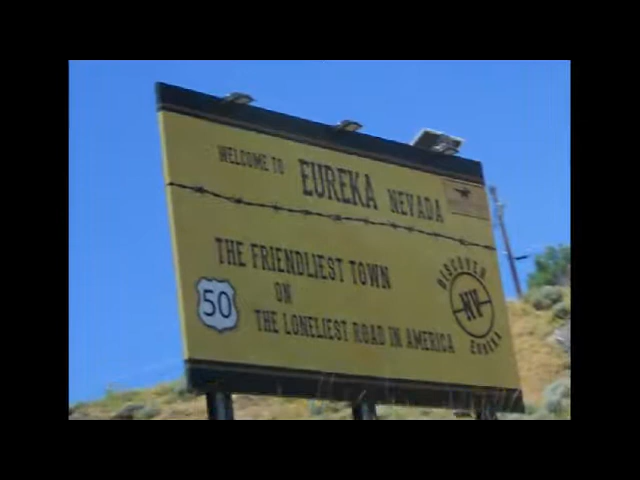 WELCOME TO EUREKA NEVADA
THE FRIENDLIEST TOWN
ON
THE LONELIEST ROAD IN AMERICA
50
DISCOVER
NV
EUREKA